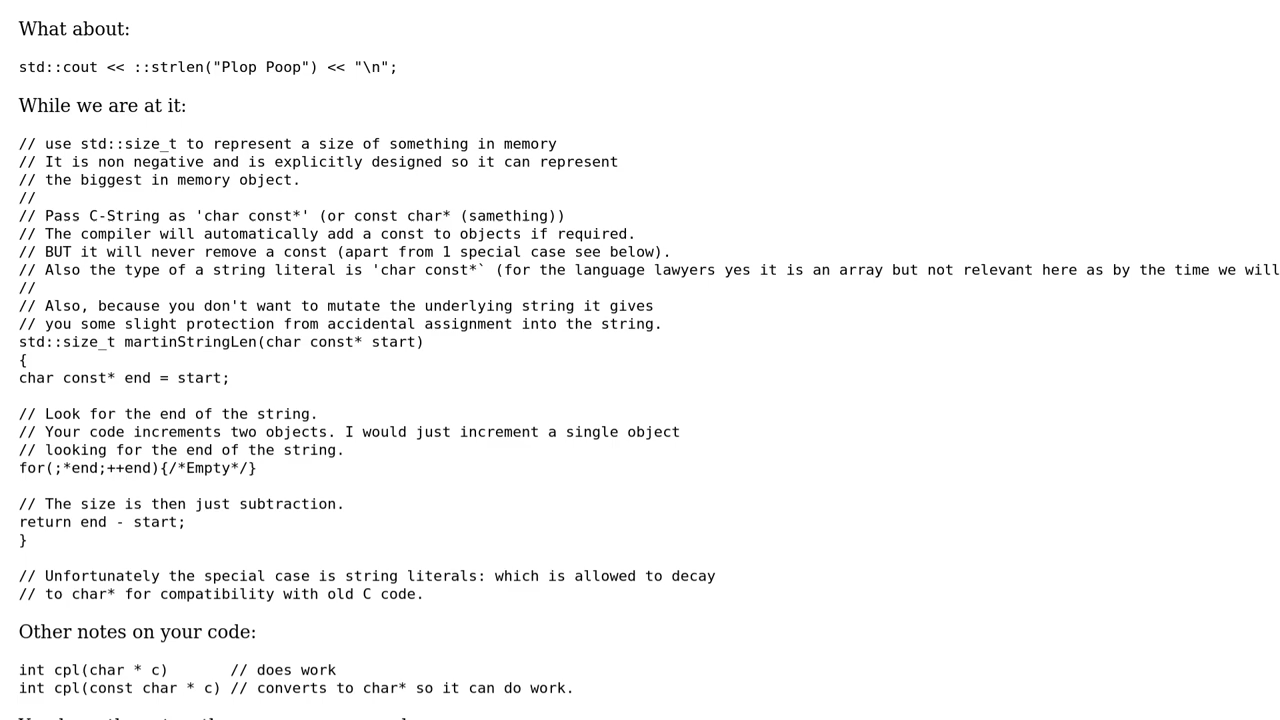 What about:
std::cout << ::strlen("Plop Poop") << "\n";
While we are at it:
// use std::size_t to represent a size of something in memory
// It is non negative and is explicitly designed so it can represent
// the biggest in memory object.
//
// Pass C-String as 'char const*' (or const char* (samething))
// The compiler will automatically add a const to objects if required.
// BUT it will never remove a const (apart from 1 special case see below).
// Also the type of a string literal is 'char const*` (for the language lawyers yes it is an array but not relevant here as by the time we will
//
// Also, because you don't want to mutate the underlying string it gives
// you some slight protection from accidental assignment into the string.
std::size_t martinStringLen(char const* start)
{
char const* end = start;
// Look for the end of the string.
// Your code increments two objects. I would just increment a single object
// looking for the end of the string.
for(;*end;++end){/*Empty*/}
// The size is then just subtraction.
return end - start;
}
// Unfortunately the special case is string literals: which is allowed to decay
// to char* for compatibility with old C code.
Other notes on your code:
int cpl(char * c)       // does work
int cpl(const char * c) // converts to char* so it can do work.